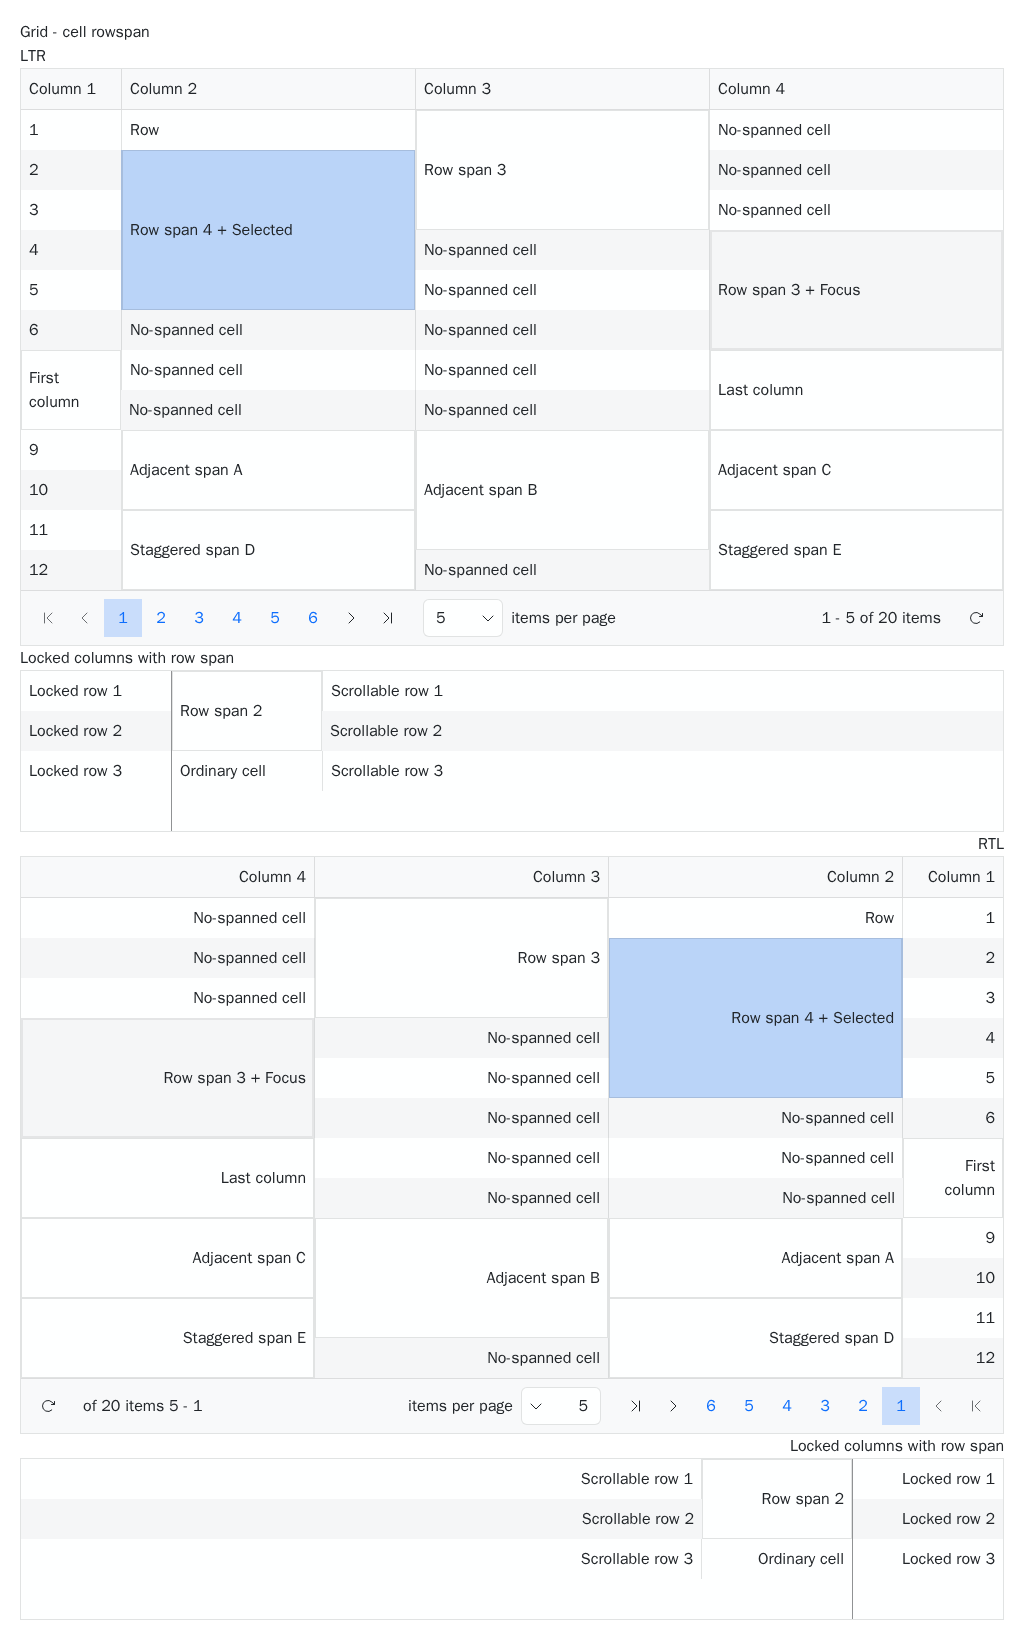 Grid - cell rowspan
LTR
Column 1 Column 2 Column 3 Column 4
1 Row No-spanned cell
2 Row span 3 No-spanned cell
3 No-spanned cell
Row span 4 + Selected
4 No-spanned cell
5 No-spanned cell Row span 3 + Focus
6 No-spanned cell No-spanned cell
First column
No-spanned cell No-spanned cell
Last column
No-spanned cell No-spanned cell
9
Adjacent span A Adjacent span C
10 Adjacent span B
11
Staggered span D Staggered span E
12 No-spanned cell
1 2 3 4 5 6 5 items per page 1 - 5 of 20 items
Locked columns with row span
Locked row 1 Scrollable row 1
Row span 2
Locked row 2 Scrollable row 2
Locked row 3 Ordinary cell Scrollable row 3
RTL
Column 4 Column 3 Column 2 Column 1
No-spanned cell Row 1
No-spanned cell Row span 3 2
No-spanned cell 3
Row span 4 + Selected
No-spanned cell 4
Row span 3 + Focus No-spanned cell 5
No-spanned cell No-spanned cell 6
No-spanned cell No-spanned cell
First column
Last column
No-spanned cell No-spanned cell
9
Adjacent span C Adjacent span A
Adjacent span B 10
11
Staggered span E Staggered span D
No-spanned cell 12
of 20 items 5 - 1 items per page 5 6 5 4 3 2 1
Locked columns with row span
Scrollable row 1 Locked row 1
Row span 2
Scrollable row 2 Locked row 2
Scrollable row 3 Ordinary cell Locked row 3